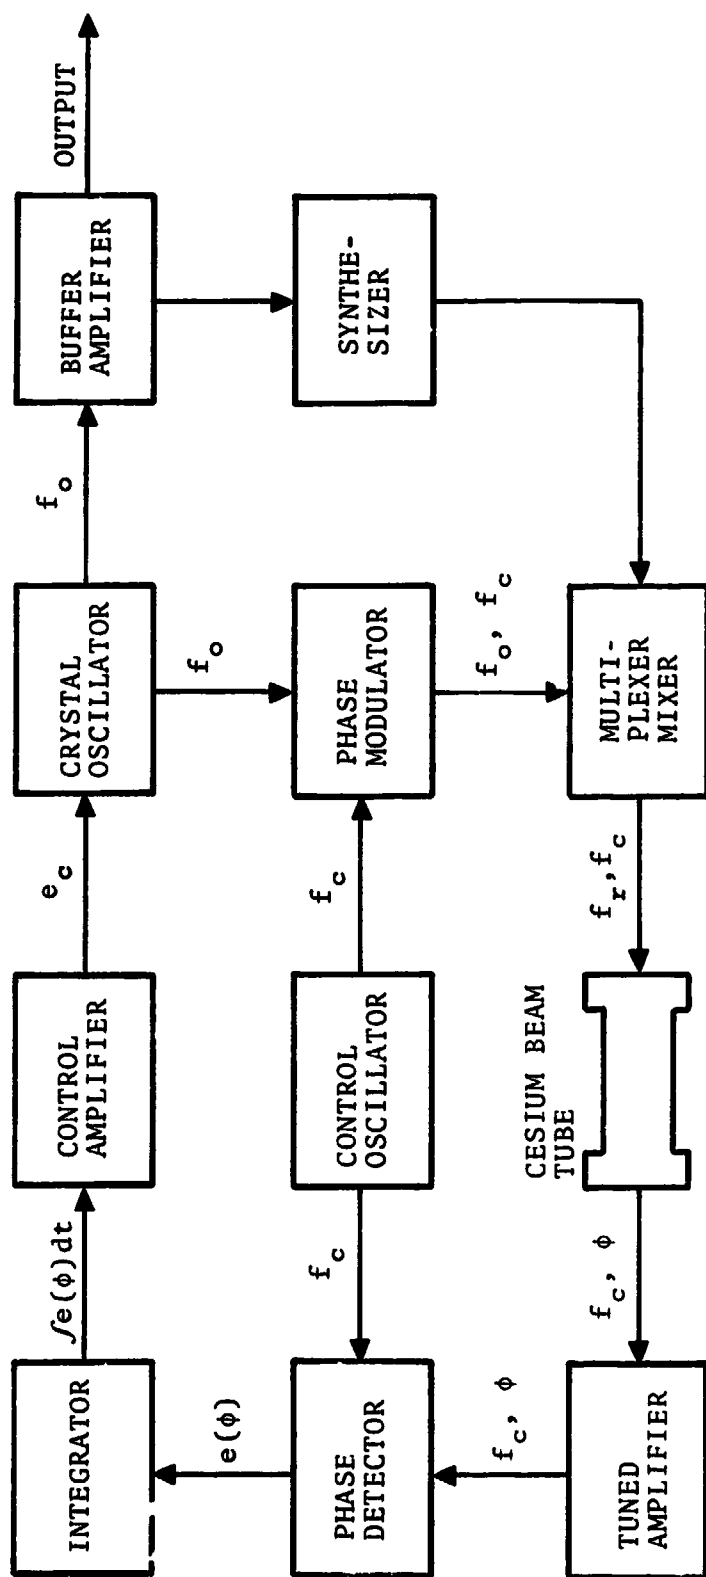 INTEGRATOR
∫e(φ)dt
CONTROL
AMPLIFIER
e_c
CRYSTAL
OSCILLATOR
f_o
BUFFER
AMPLIFIER
OUTPUT
e(φ)
f_o
PHASE
DETECTOR
f_c
CONTROL
OSCILLATOR
f_c
PHASE
MODULATOR
SYNTHE-
SIZER
f_c, φ
f_o, f_c
TUNED
AMPLIFIER
f_c, φ
CESIUM BEAM
TUBE
f_r,f_c
MULTI-
PLEXER
MIXER